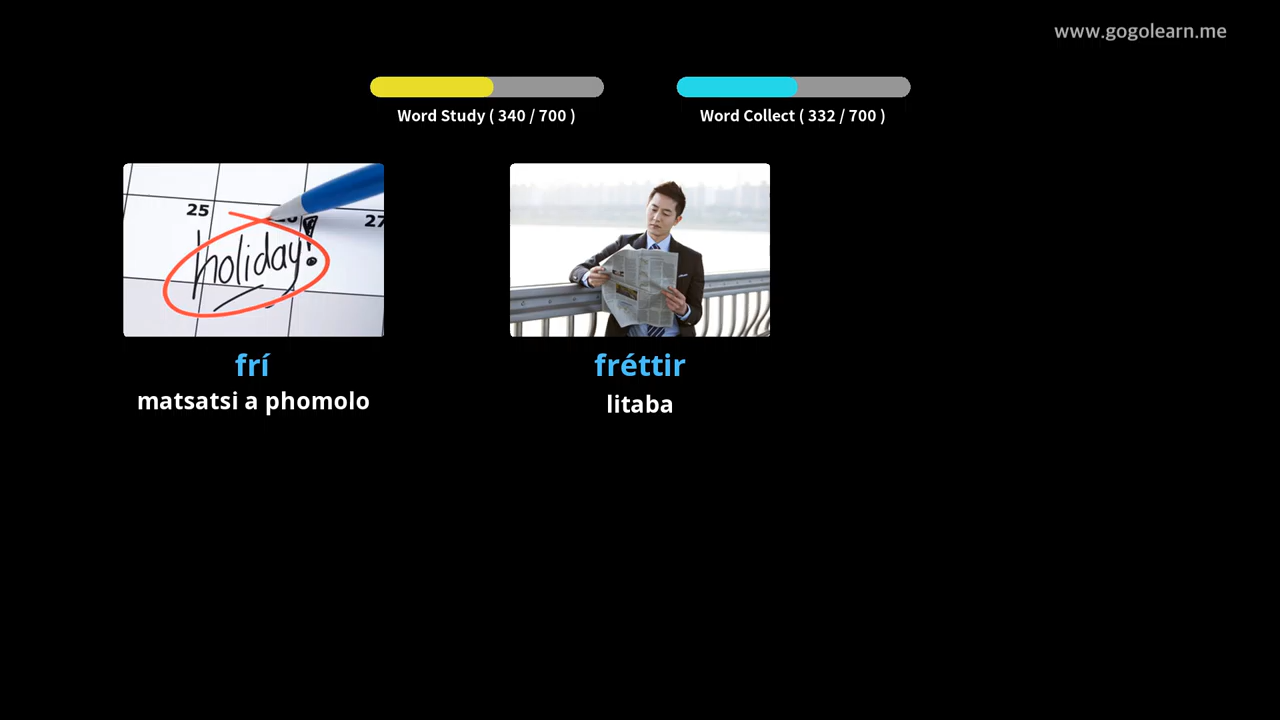 www.gogolearn.me
Word Study ( 340 / 700 )
Word Collect ( 332 / 700 )
25
27
holiday!
frí
matsatsi a phomolo
fréttir
litaba